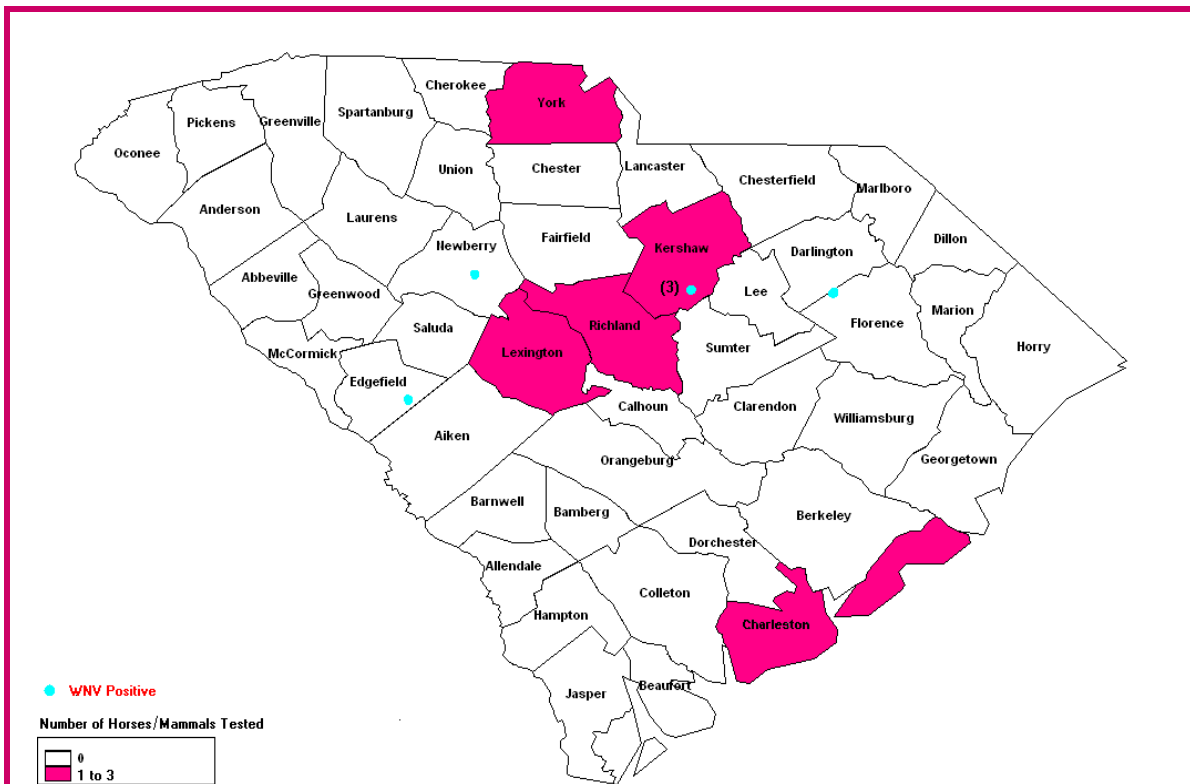 Cherokee
York
Spartanburg
Greenville
Pickens
Oconee
Union
Chester
Lancaster
Chesterfield
Marlboro
Anderson
Laurens
Fairfield
Newberry
Kershaw
Darlington
Dillon
Abbeville
Greenwood
(3)
Lee
Marion
Saluda
Richland
Florence
McCormick
Lexington
Sumter
Horry
Edgefield
Calhoun
Clarendon
Williamsburg
Aiken
Orangeburg
Georgetown
Barnwell
Bamberg
Berkeley
Dorchester
Allendale
Colleton
Hampton
Charleston
Jasper
Beaufort
WNV Positive
Number of Horses/Mammals Tested
0
1 to 3